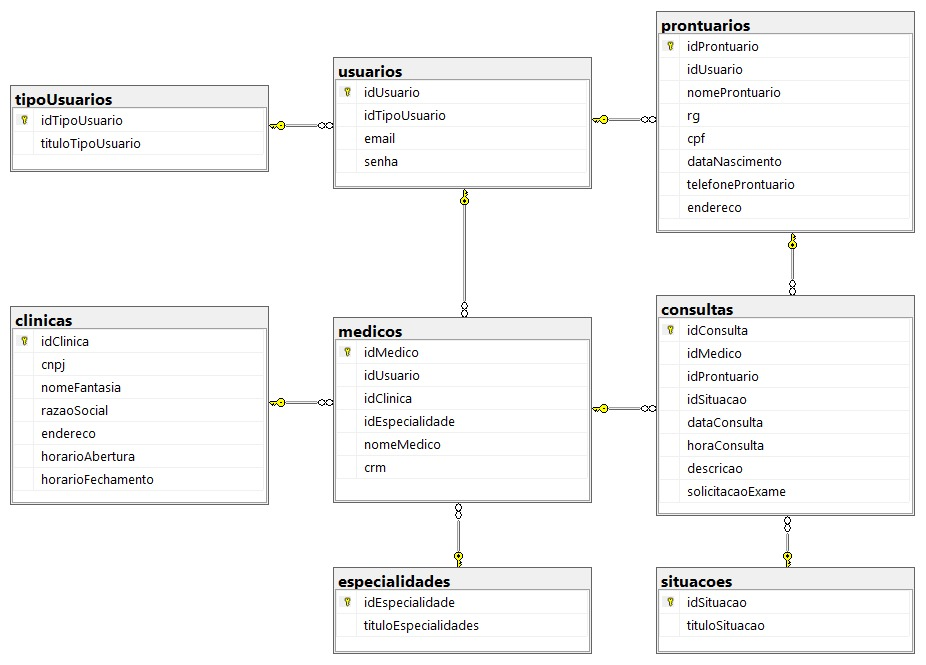 tipoUsuarios
idTipoUsuario
tituloTipoUsuario
usuarios
idUsuario
idTipoUsuario
email
senha
prontuarios
idProntuario
idUsuario
nomeProntuario
rg
cpf
dataNascimento
telefoneProntuario
endereco
clinicas
idClinica
cnpj
nomeFantasia
razaoSocial
endereco
horarioAbertura
horarioFechamento
medicos
idMedico
idUsuario
idClinica
idEspecialidade
nomeMedico
crm
consultas
idConsulta
idMedico
idProntuario
idSituacao
dataConsulta
horaConsulta
descricao
solicitacaoExame
especialidades
idEspecialidade
tituloEspecialidades
situacoes
idSituacao
tituloSituacao